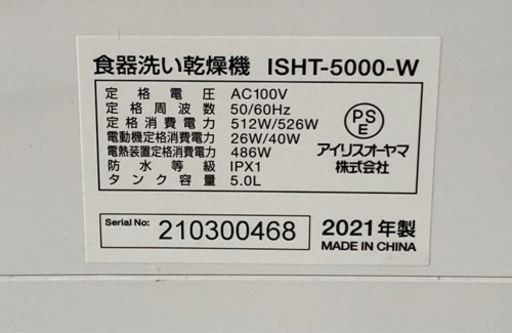 食器洗い乾燥機 ISHT-5000-W
定格電圧 AC100V
定格周波数 50/60Hz
定格消費電力 512W/526W
電動機定格消費電力 26W/40W
電熱装置定格消費電力 486W
防水等級 IPX1
タンク容量 5.0L
PS
E
アイリスオーヤマ
株式会社
Serial No: 210300468
2021年製
MADE IN CHINA